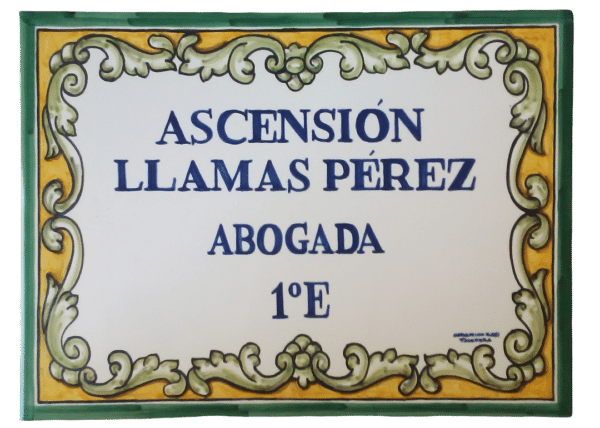 ASCENSIÓN
LLAMAS PÉREZ
ABOGADA
1ºE